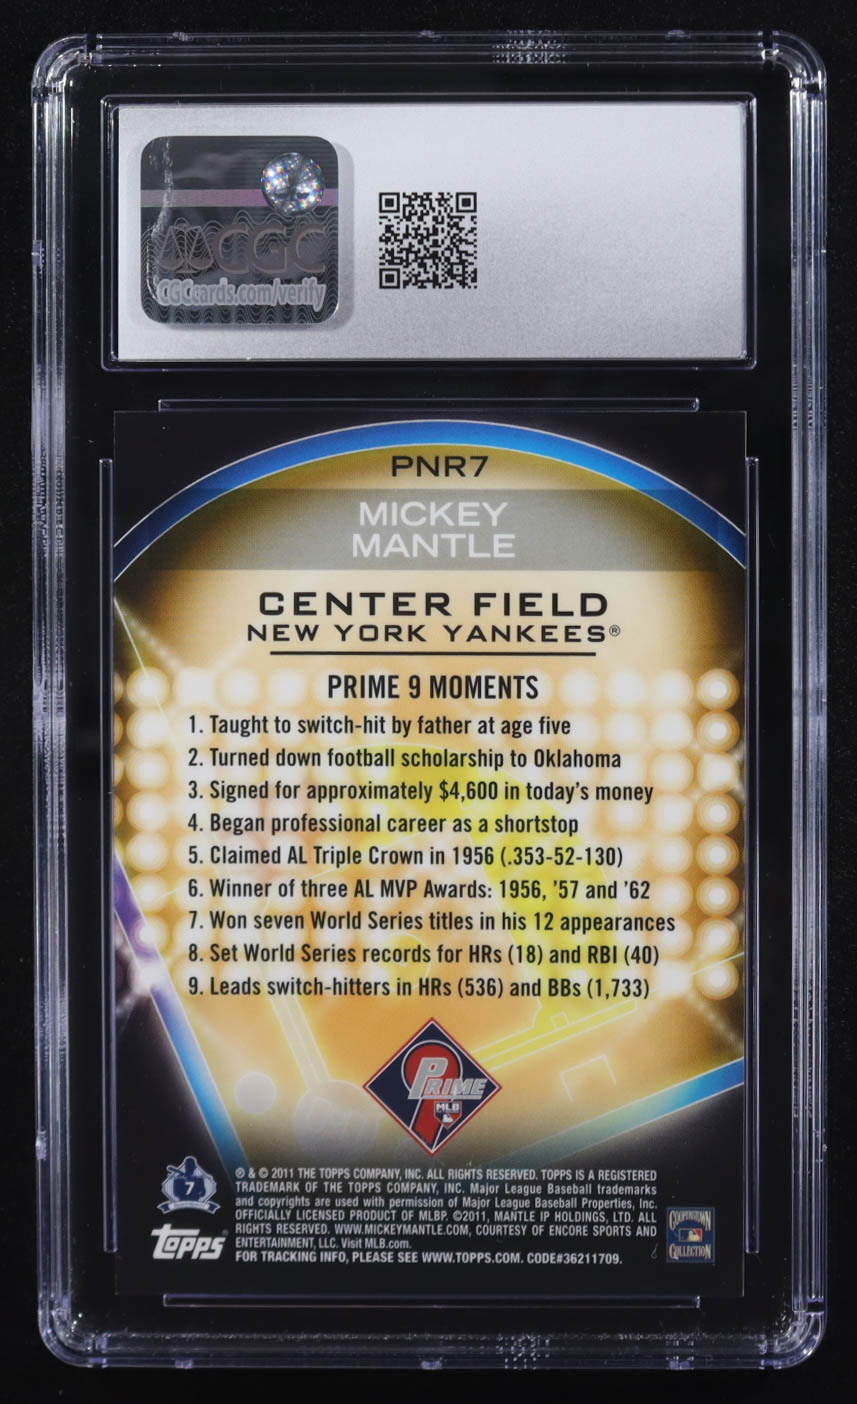 CGC
CGCcards.com/verify
PNR7
MICKEY
MANTLE
CENTER FIELD
NEW YORK YANKEES®
PRIME 9 MOMENTS
1. Taught to switch-hit by father at age five
2. Turned down football scholarship to Oklahoma
3. Signed for approximately $4,600 in today's money
4. Began professional career as a shortstop
5. Claimed AL Triple Crown in 1956 (.353-52-130)
6. Winner of three AL MVP Awards: 1956, '57 and '62
7. Won seven World Series titles in his 12 appearances
8. Set World Series records for HRs (18) and RBI (40)
9. Leads switch-hitters in HRs (536) and BBs (1,733)
PRIME
9
MLB
7
® & © 2011 THE TOPPS COMPANY, INC. ALL RIGHTS RESERVED. TOPPS IS A REGISTERED
TRADEMARK OF THE TOPPS COMPANY, INC. Major League Baseball trademarks
and copyrights are used with permission of Major League Baseball Properties, Inc.
OFFICIALLY LICENSED PRODUCT OF MLBP. ©2011, MANTLE IP HOLDINGS, LTD. ALL
RIGHTS RESERVED. WWW.MICKEYMANTLE.COM, COURTESY OF ENCORE SPORTS AND
ENTERTAINMENT, LLC. Visit MLB.com.
FOR TRACKING INFO, PLEASE SEE WWW.TOPPS.COM. CODE#36211709.
Topps
COOPERSTOWN
COLLECTION